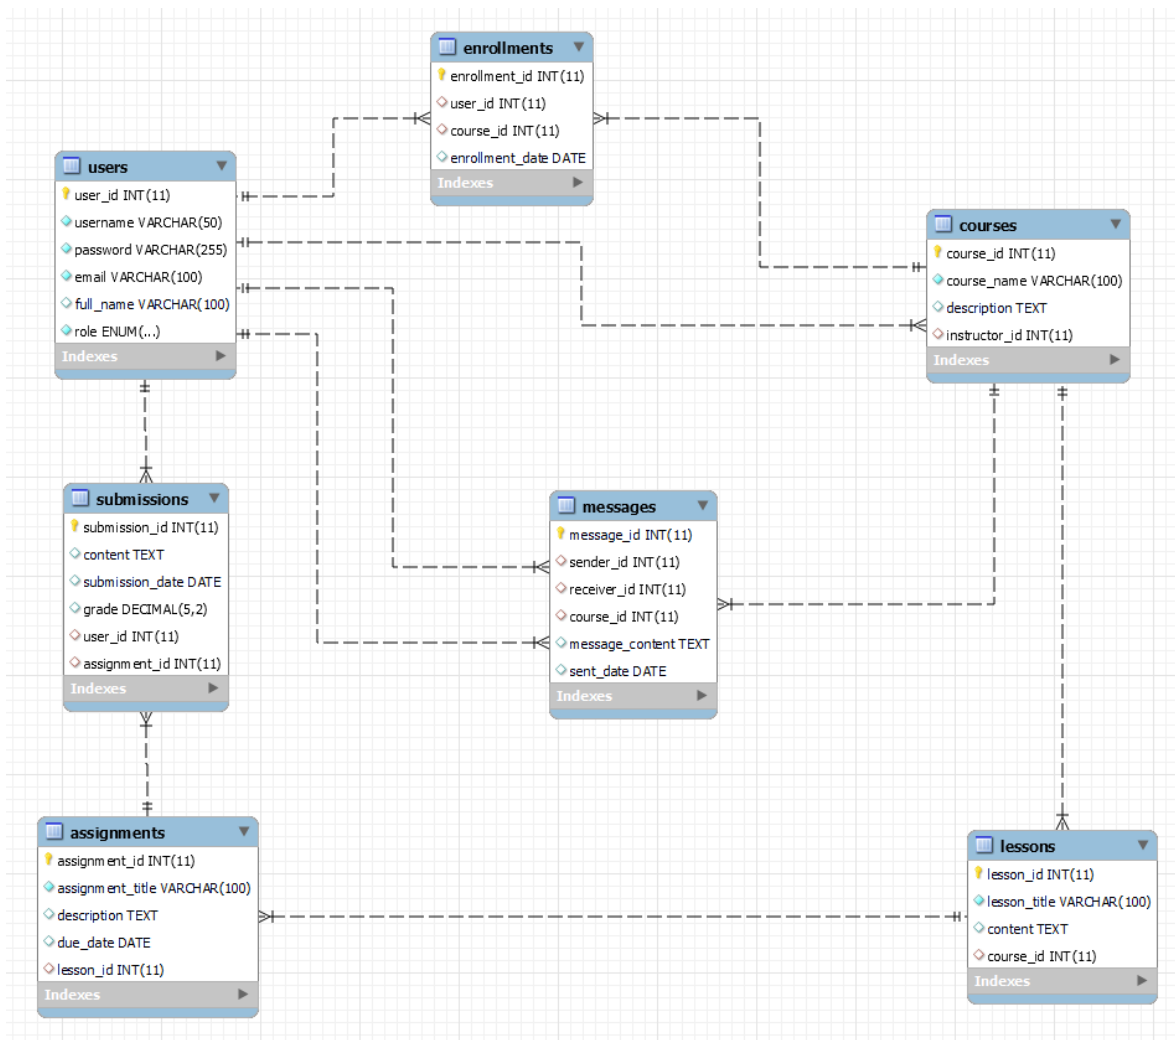 enrollments
enrollment_id INT(11)
user_id INT(11)
course_id INT(11)
enrollment_date DATE
Indexes
users
user_id INT(11)
username VARCHAR(50)
password VARCHAR(255)
email VARCHAR(100)
full_name VARCHAR(100)
role ENUM(...)
Indexes
courses
course_id INT(11)
course_name VARCHAR(100)
description TEXT
instructor_id INT(11)
Indexes
submissions
submission_id INT(11)
content TEXT
submission_date DATE
grade DECIMAL(5,2)
user_id INT(11)
assignment_id INT(11)
Indexes
messages
message_id INT(11)
sender_id INT(11)
receiver_id INT(11)
course_id INT(11)
message_content TEXT
sent_date DATE
Indexes
assignments
assignment_id INT(11)
assignment_title VARCHAR(100)
description TEXT
due_date DATE
lesson_id INT(11)
Indexes
lessons
lesson_id INT(11)
lesson_title VARCHAR(100)
content TEXT
course_id INT(11)
Indexes